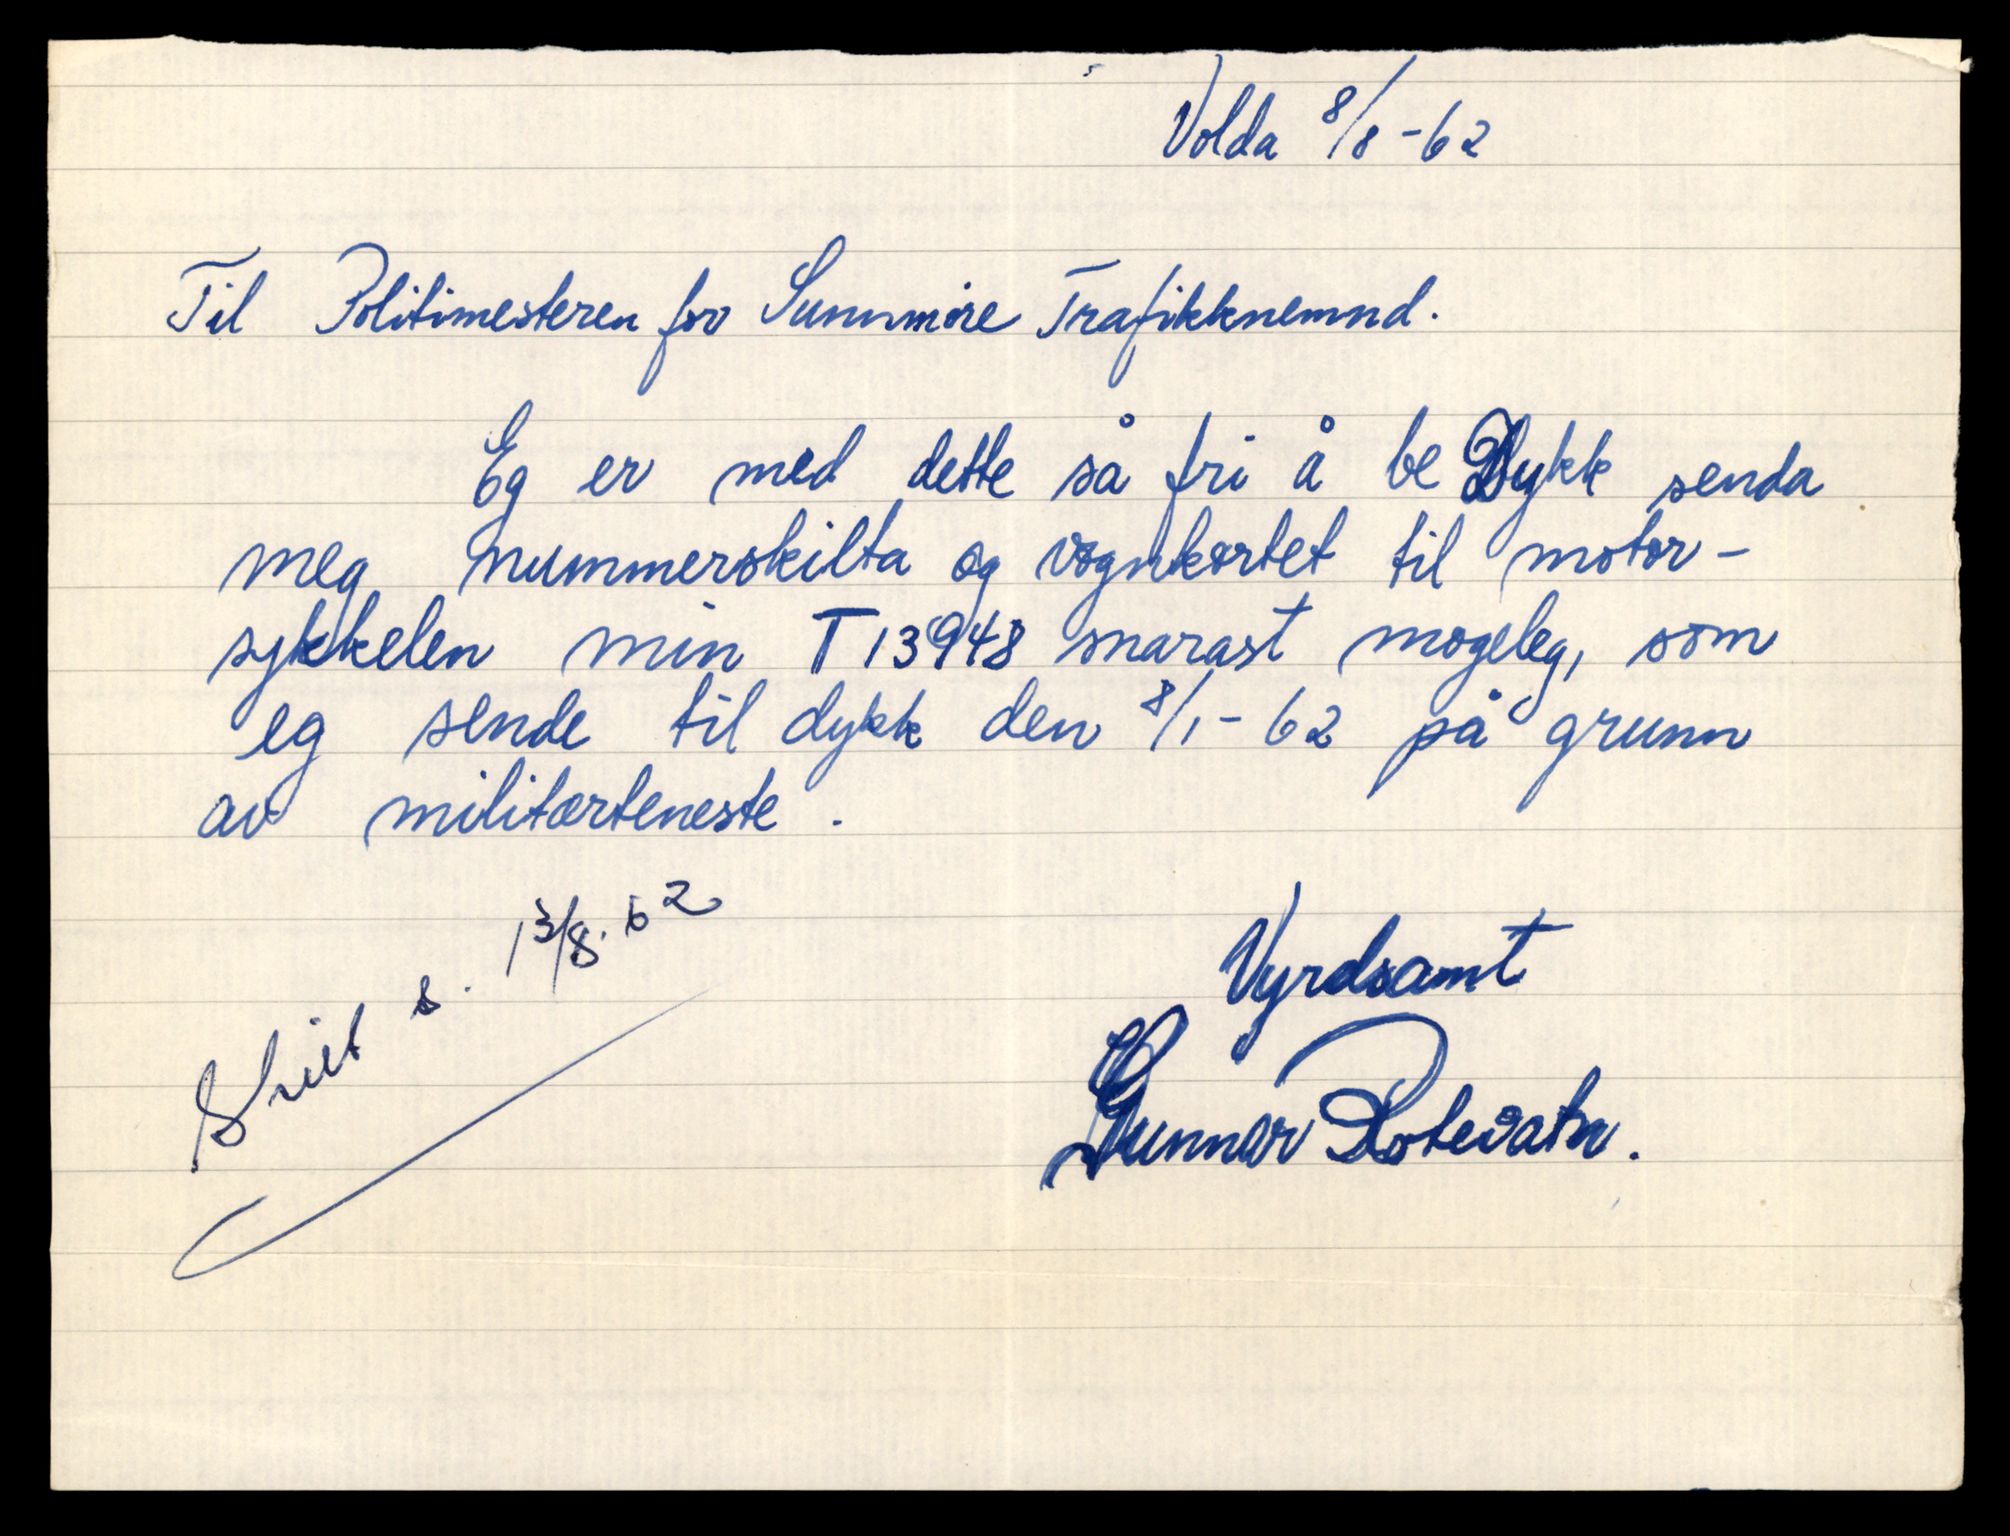 Volda 8/8-62
Til Politimesteren for Sunnmøre Trafikknemnd.
Eg er med dette så fri å be Dykk senda
meg nummerskilta og vognkortet til motor-
sykkelen min T 13948 snarast mogeleg, som
eg sende til dykk den 8/1-62 på grunn
av militærteneste.
s. 13/8.62
Vyrdsamt
Gunnar Rotevatn.